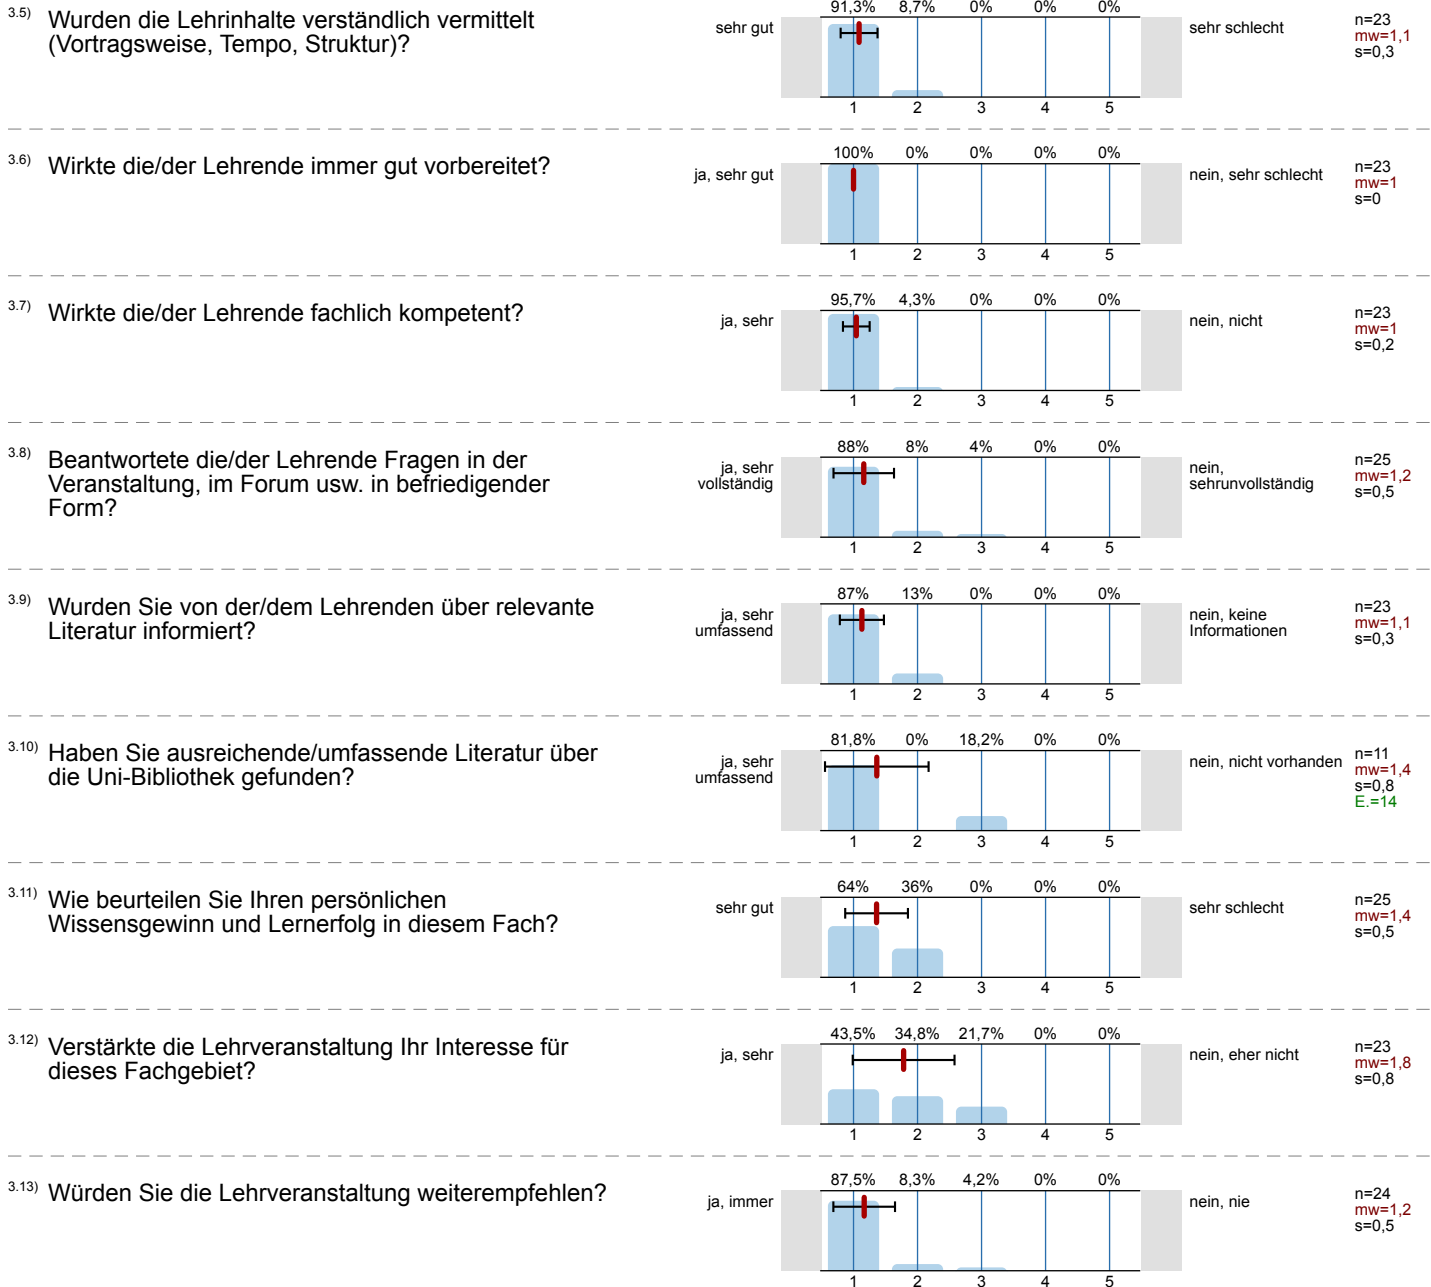 3.5) Wurden die Lehrinhalte verständlich vermittelt
(Vortragsweise, Tempo, Struktur)?
91,3% 8,7% 0% 0% 0%
sehr gut
sehr schlecht
n=23
mw=1,1
s=0,3
1 2 3 4 5
3.6) Wirkte die/der Lehrende immer gut vorbereitet?
100% 0% 0% 0% 0%
ja, sehr gut
nein, sehr schlecht
n=23
mw=1
s=0
1 2 3 4 5
3.7) Wirkte die/der Lehrende fachlich kompetent?
95,7% 4,3% 0% 0% 0%
ja, sehr
nein, nicht
n=23
mw=1
s=0,2
1 2 3 4 5
3.8) Beantwortete die/der Lehrende Fragen in der
Veranstaltung, im Forum usw. in befriedigender
Form?
88% 8% 4% 0% 0%
ja, sehr
vollständig
nein,
sehrunvollständig
n=25
mw=1,2
s=0,5
1 2 3 4 5
3.9) Wurden Sie von der/dem Lehrenden über relevante
Literatur informiert?
87% 13% 0% 0% 0%
ja, sehr
umfassend
nein, keine
Informationen
n=23
mw=1,1
s=0,3
1 2 3 4 5
3.10) Haben Sie ausreichende/umfassende Literatur über
die Uni-Bibliothek gefunden?
81,8% 0% 18,2% 0% 0%
ja, sehr
umfassend
nein, nicht vorhanden
n=11
mw=1,4
s=0,8
E.=14
1 2 3 4 5
3.11) Wie beurteilen Sie Ihren persönlichen
Wissensgewinn und Lernerfolg in diesem Fach?
64% 36% 0% 0% 0%
sehr gut
sehr schlecht
n=25
mw=1,4
s=0,5
1 2 3 4 5
3.12) Verstärkte die Lehrveranstaltung Ihr Interesse für
dieses Fachgebiet?
43,5% 34,8% 21,7% 0% 0%
ja, sehr
nein, eher nicht
n=23
mw=1,8
s=0,8
1 2 3 4 5
3.13) Würden Sie die Lehrveranstaltung weiterempfehlen?
87,5% 8,3% 4,2% 0% 0%
ja, immer
nein, nie
n=24
mw=1,2
s=0,5
1 2 3 4 5